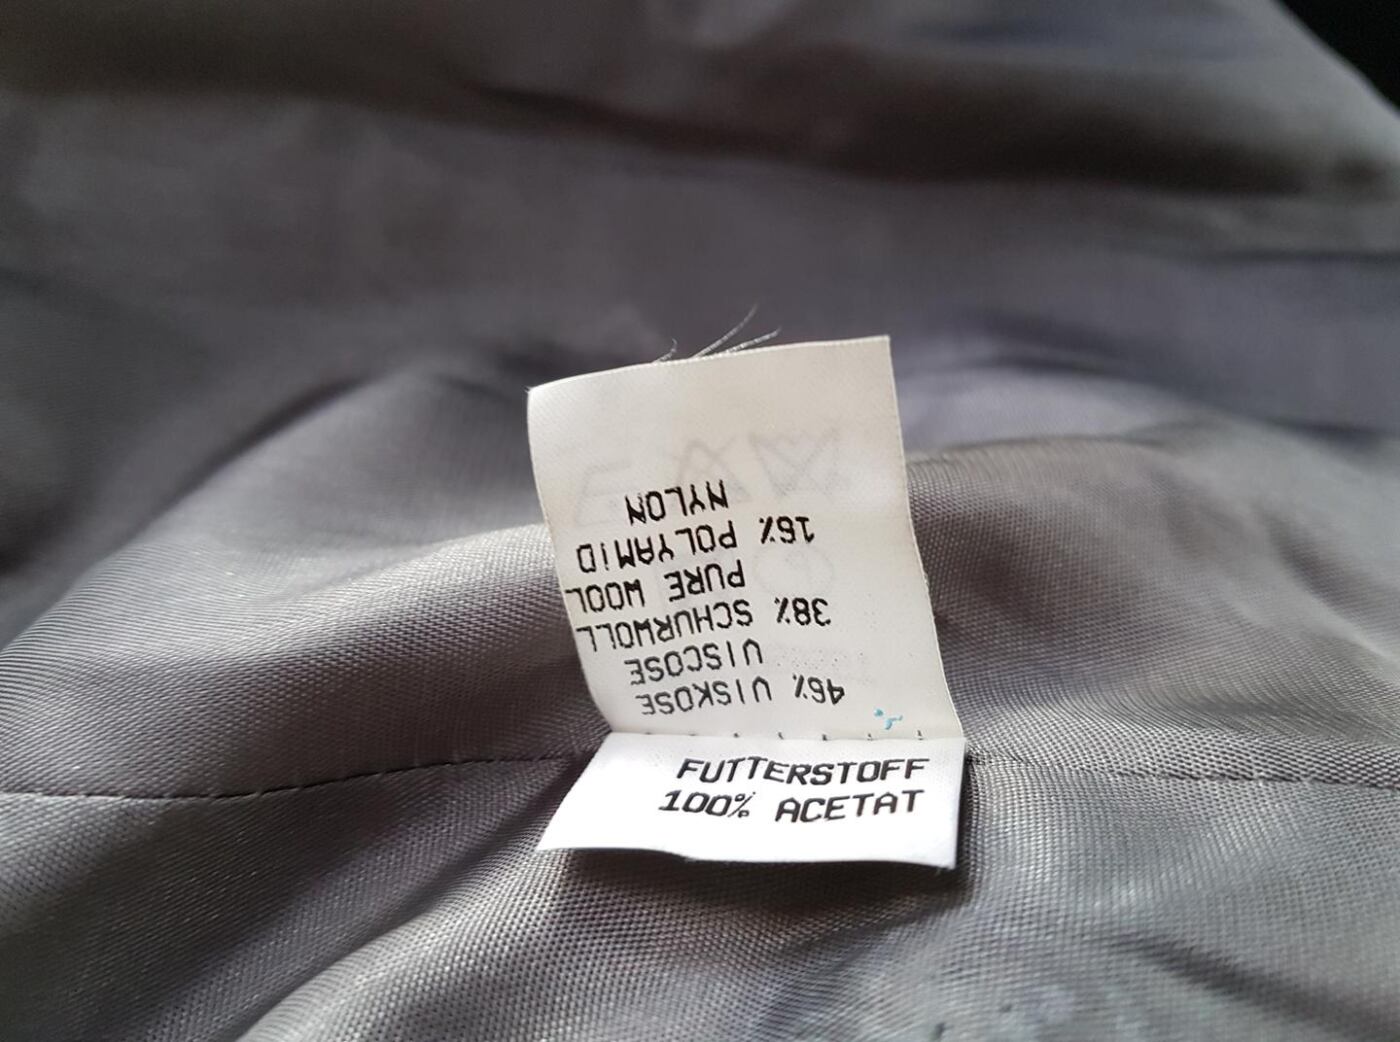 46% VISKOSE
VISCOSE
38% SCHURWOLL
PURE WOOL
16% POLYAMID
NYLON
FUTTERSTOFF
100% ACETAT